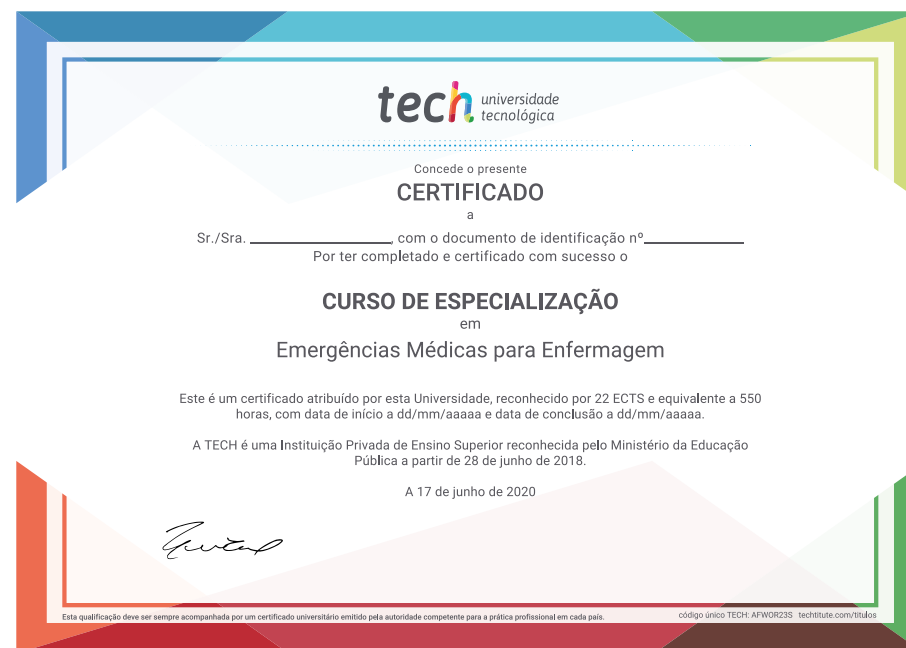 tech universidade
tecnológica
Concede o presente
CERTIFICADO
a
Sr./Sra. ____________________, com o documento de identificação nº______________
Por ter completado e certificado com sucesso o
CURSO DE ESPECIALIZAÇÃO
em
Emergências Médicas para Enfermagem
Este é um certificado atribuído por esta Universidade, reconhecido por 22 ECTS e equivalente a 550
horas, com data de início a dd/mm/aaaaa e data de conclusão a dd/mm/aaaaa.
A TECH é uma Instituição Privada de Ensino Superior reconhecida pelo Ministério da Educação
Pública a partir de 28 de junho de 2018.
A 17 de junho de 2020
Esta qualificação deve ser sempre acompanhada por um certificado universitário emitido pela autoridade competente para a prática profissional em cada país.
código único TECH: AFWOR23S techtitute.com/titulos